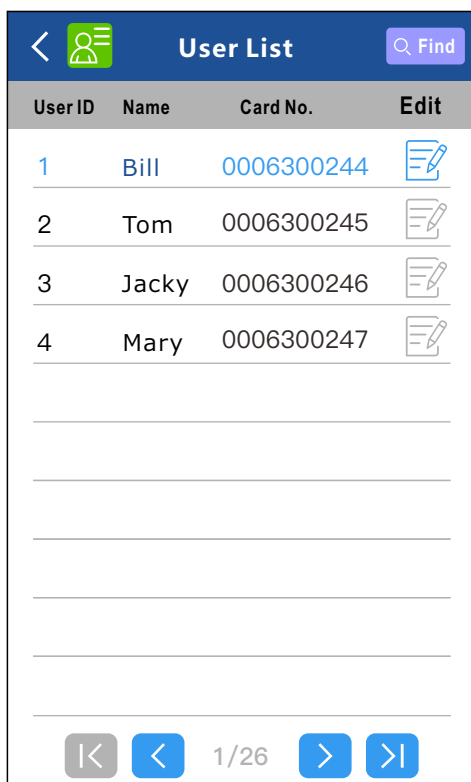 User List Find
User ID Name Card No. Edit
1 Bill 0006300244
2 Tom 0006300245
3 Jacky 0006300246
4 Mary 0006300247
1/26